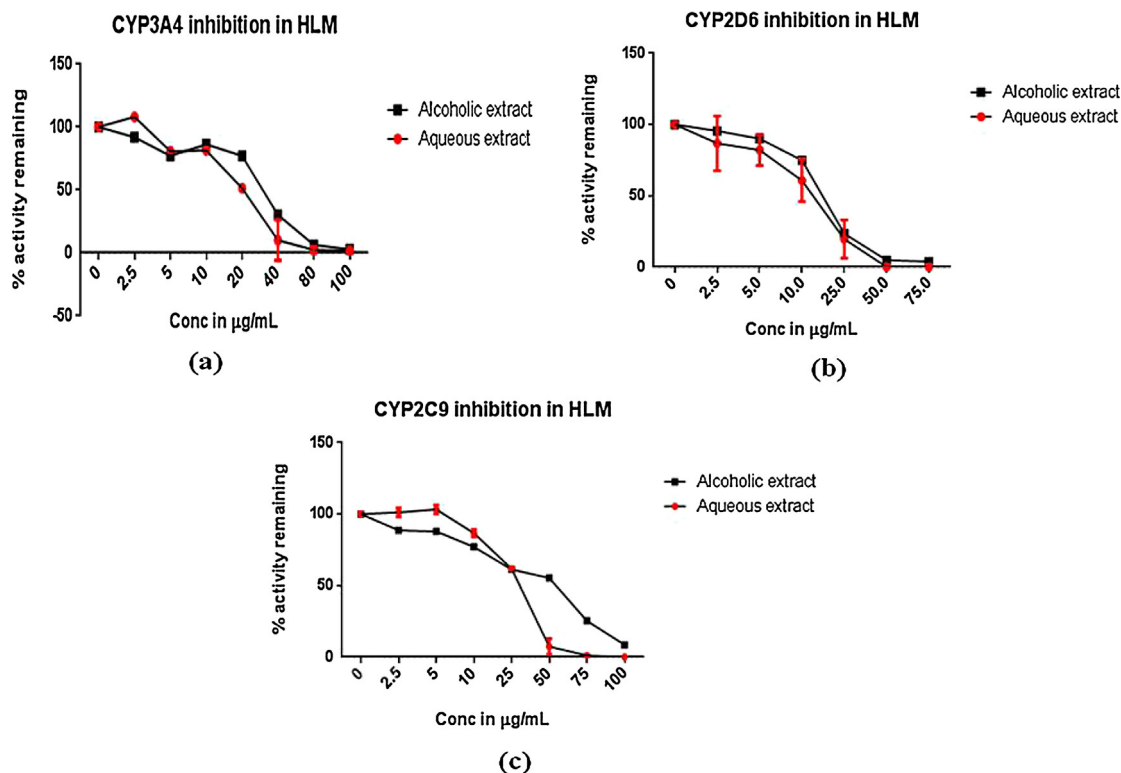 CYP3A4 inhibition in HLM
% activity remaining
150
100
50
0
-50
0 2.5 5 10 20 40 80 100
Conc in µg/mL
Alcoholic extract
Aqueous extract
(a)
CYP2D6 inhibition in HLM
% activity remaining
150
100
50
0
0 2.5 5.0 10.0 25.0 50.0 75.0
Conc in µg/mL
Alcoholic extract
Aqueous extract
(b)
CYP2C9 inhibition in HLM
% activity remaining
150
100
50
0
0 2.5 5 10 25 50 75 100
Conc in µg/mL
Alcoholic extract
Aqueous extract
(c)